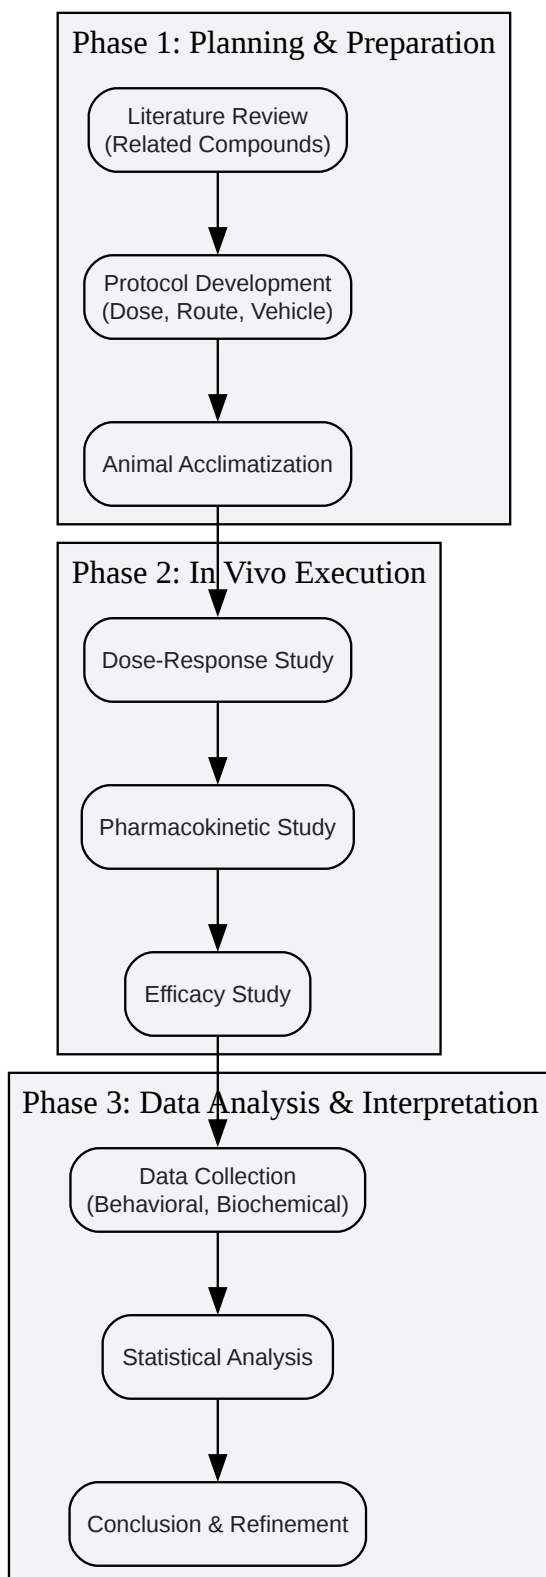 Phase 1: Planning & Preparation
Literature Review
(Related Compounds)
Protocol Development
(Dose, Route, Vehicle)
Animal Acclimatization
Phase 2: In Vivo Execution
Dose-Response Study
Pharmacokinetic Study
Efficacy Study
Phase 3: Data Analysis & Interpretation
Data Collection
(Behavioral, Biochemical)
Statistical Analysis
Conclusion & Refinement